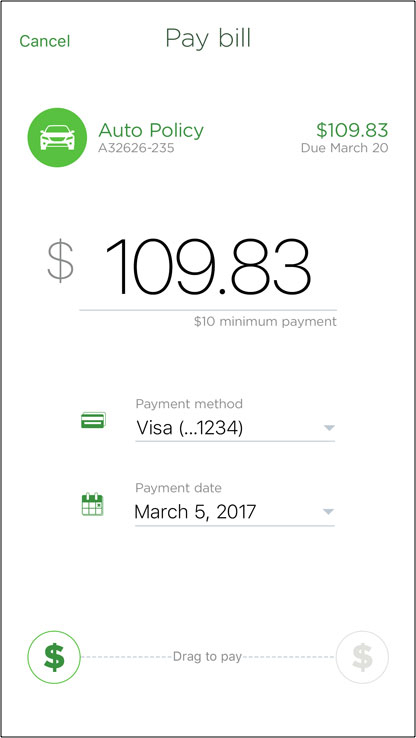 Cancel
Pay bill
Auto Policy
$109.83
A32626-235
Due March 20
$ 109.83
$10 minimum payment
Payment method
Visa (...1234)
Payment date
March 5, 2017
$
Drag to pay
$